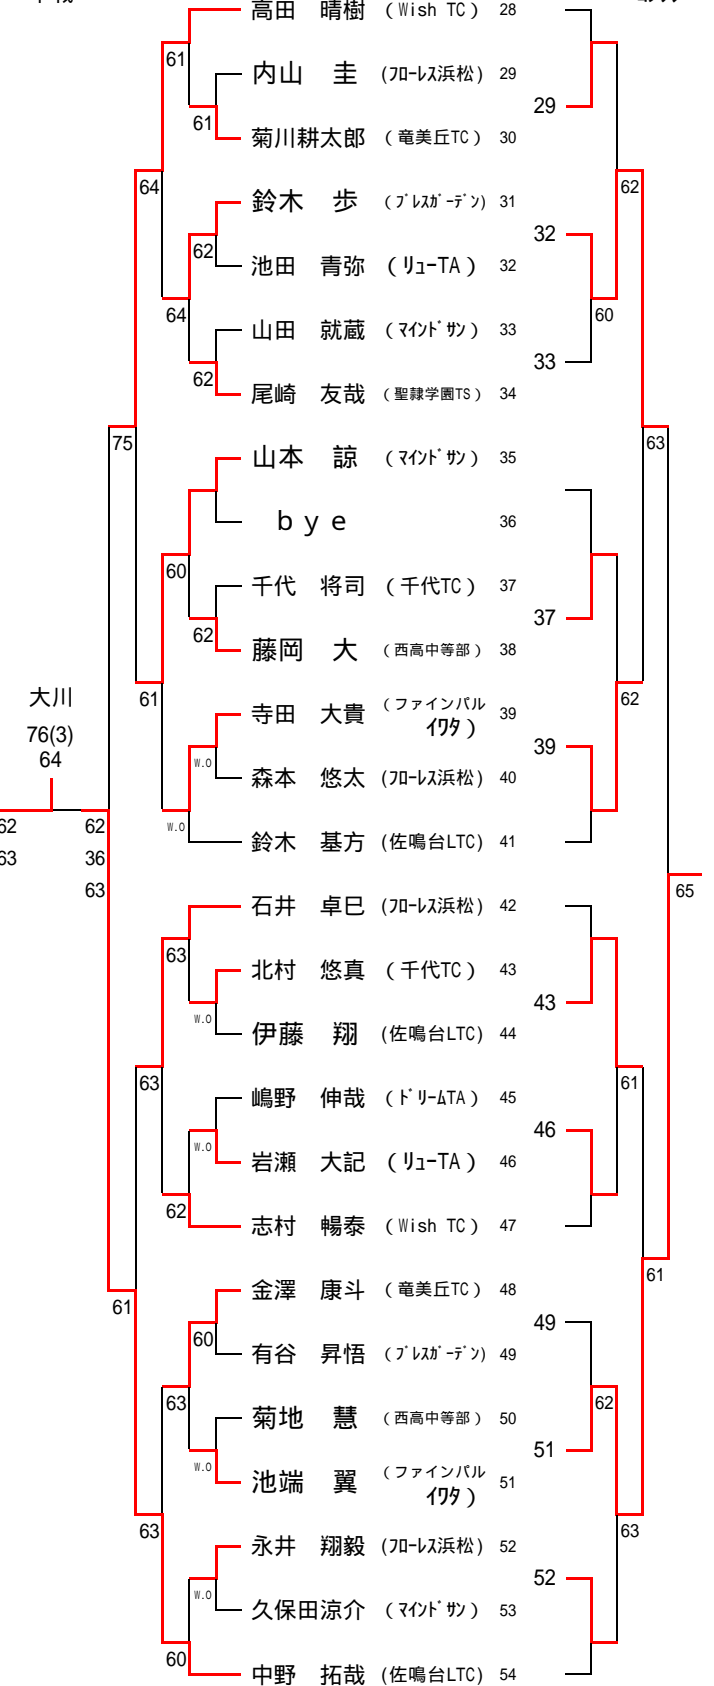 高田 晴樹 (Wish TC) 28
61
内山 圭 (フローレス浜松) 29
29
61
菊川耕太郎 (竜美丘TC) 30
64
62
鈴木 歩 (ブレスガーデン) 31
32
62
池田 青弥 (リューTA) 32
64
60
山田 就蔵 (マインドサン) 33
33
62
尾崎 友哉 (聖隷学園TS) 34
75
63
山本 諒 (マインドサン) 35
bye 36
60
千代 将司 (千代TC) 37
37
62
藤岡 大 (西高中等部) 38
大川
61
62
寺田 大貴 (ファインパルイワタ) 39
76(3)
39
64
W.O
森本 悠太 (フローレス浜松) 40
62
62
W.O
鈴木 基方 (佐鳴台LTC) 41
63
36
63
65
石井 卓巳 (フローレス浜松) 42
63
北村 悠真 (千代TC) 43
43
W.O
伊藤 翔 (佐鳴台LTC) 44
63
61
嶋野 伸哉 (ドリームTA) 45
46
W.O
岩瀬 大記 (リューTA) 46
62
志村 暢泰 (Wish TC) 47
61
61
金澤 康斗 (竜美丘TC) 48
49
60
有谷 昇悟 (ブレスガーデン) 49
63
62
菊地 慧 (西高中等部) 50
51
W.O
池端 翼 (ファインパルイワタ) 51
63
63
永井 翔毅 (フローレス浜松) 52
52
W.O
久保田涼介 (マインドサン) 53
60
中野 拓哉 (佐鳴台LTC) 54